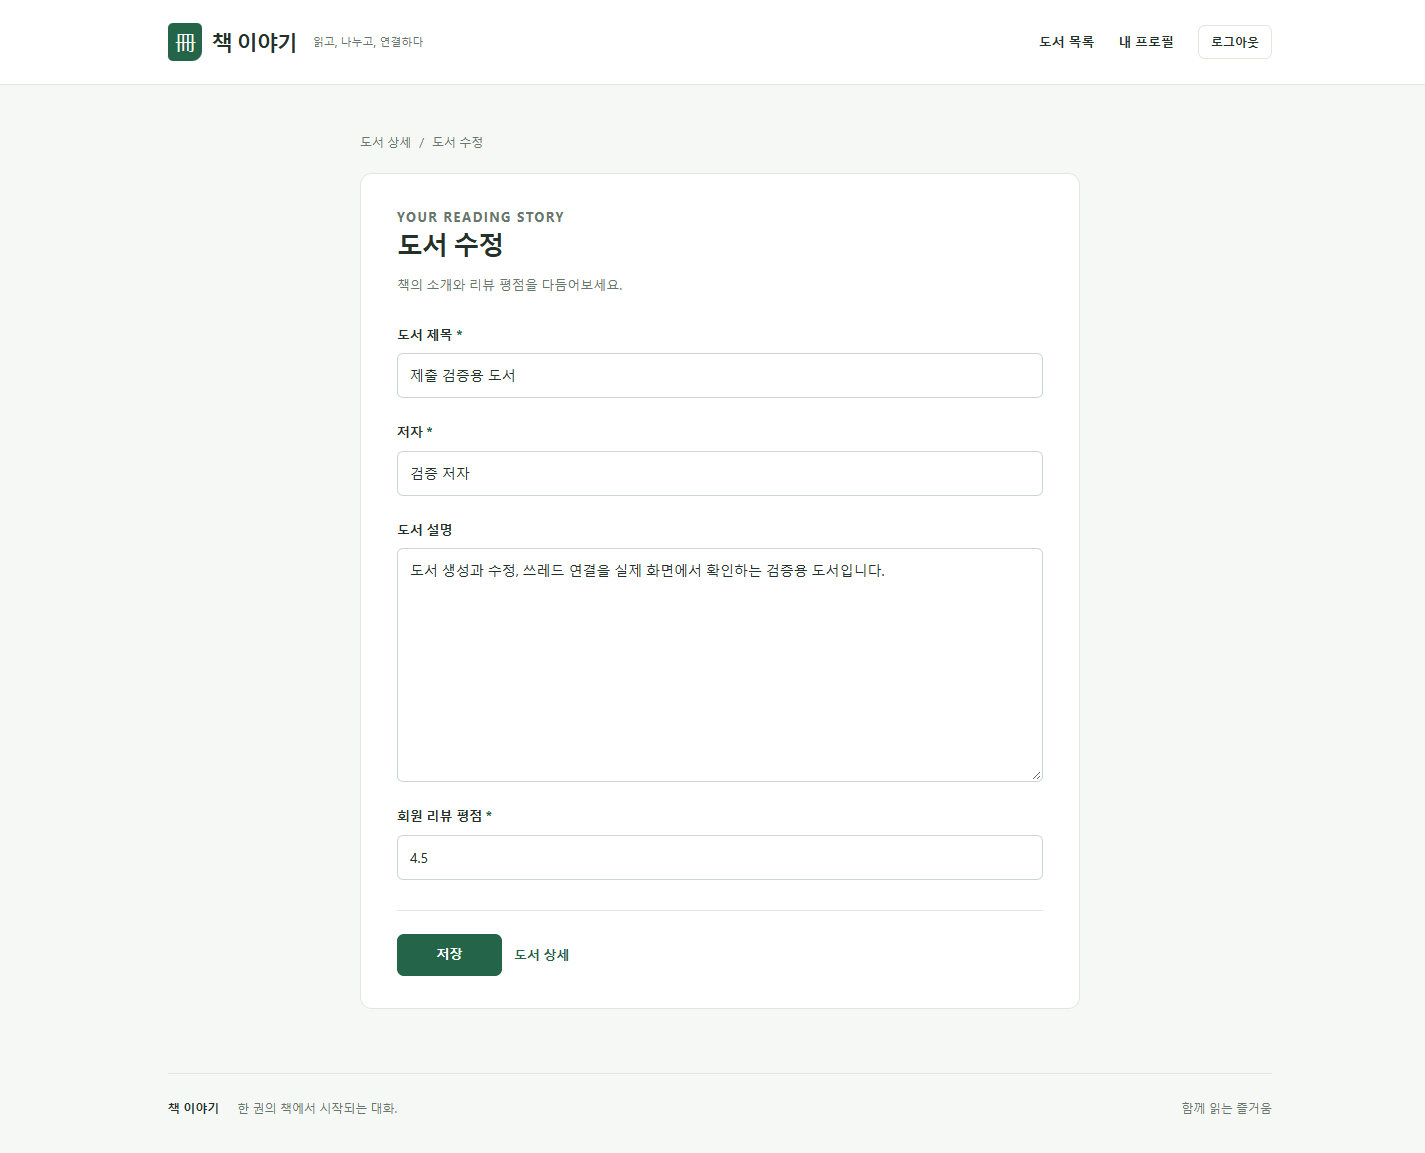 冊 책 이야기 읽고, 나누고, 연결하다 도서 목록 내 프로필 로그아웃
도서 상세 / 도서 수정
YOUR READING STORY
도서 수정
책의 소개와 리뷰 평점을 다듬어보세요.
도서 제목 *
제출 검증용 도서
저자 *
검증 저자
도서 설명
도서 생성과 수정, 쓰레드 연결을 실제 화면에서 확인하는 검증용 도서입니다.
회원 리뷰 평점 *
4.5
저장 도서 상세
책 이야기 한 권의 책에서 시작되는 대화. 함께 읽는 즐거움